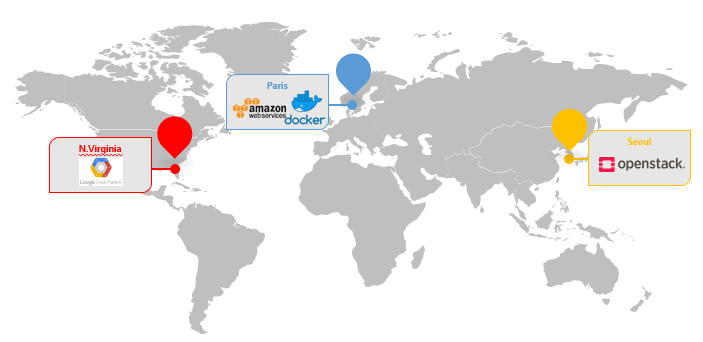 Paris
amazon
webservices
docker
N.Virginia
Google Cloud Platform
Seoul
openstack.